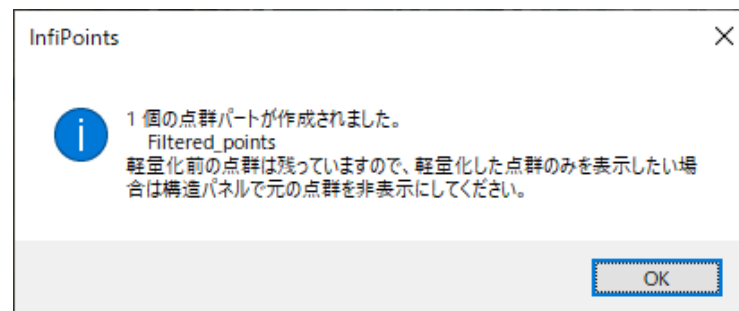 InfiPoints
1 個の点群パートが作成されました。
Filtered_points
軽量化前の点群は残っていますので、軽量化した点群のみを表示したい場
合は構造パネルで元の点群を非表示にしてください。
OK